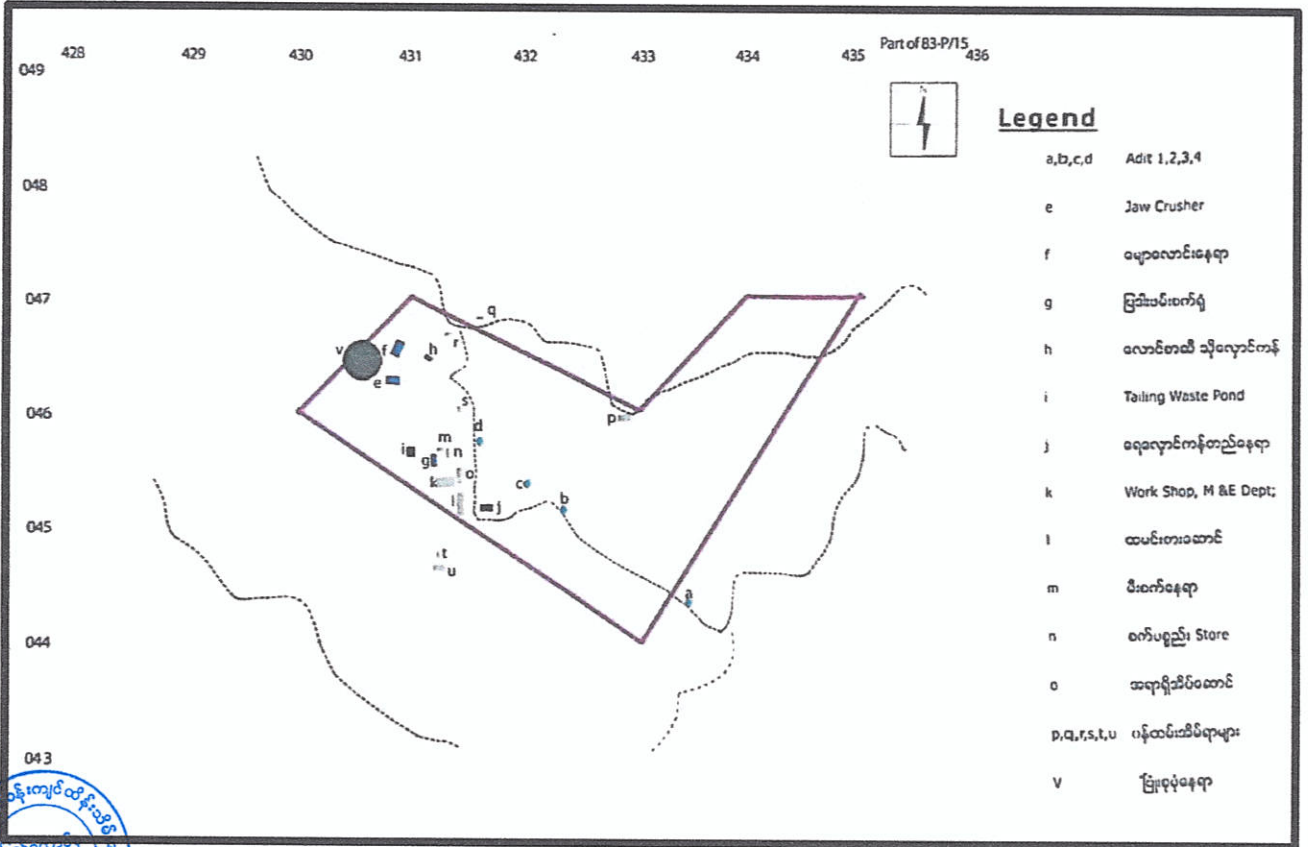 Part of 83-P/15
428 429 430 431 432 433 434 435 436
049
048
047
046
045
044
043
N
Legend
a,b,c,d Adit 1,2,3,4
e Jaw Crusher
f မျောလောင်းနေရာ
g ပြဒါးဖမ်းစက်ရုံ
h လောင်စာဆီ သိုလှောင်ကန်
i Tailing Waste Pond
j ရေလှောင်ကန်တည်နေရာ
k Work Shop, M &E Dept;
l ထမင်းစားဆောင်
m မီးစက်နေရာ
n စက်ပစ္စည်း Store
o အရာရှိအိပ်ဆောင်
p,q,r,s,t,u ဝန်ထမ်းအိမ်ရာများ
V မြေစာပုံနေရာ
q
r
v f h
e
s
p
d
m
i n
g o
k c
l j b
t
u
a